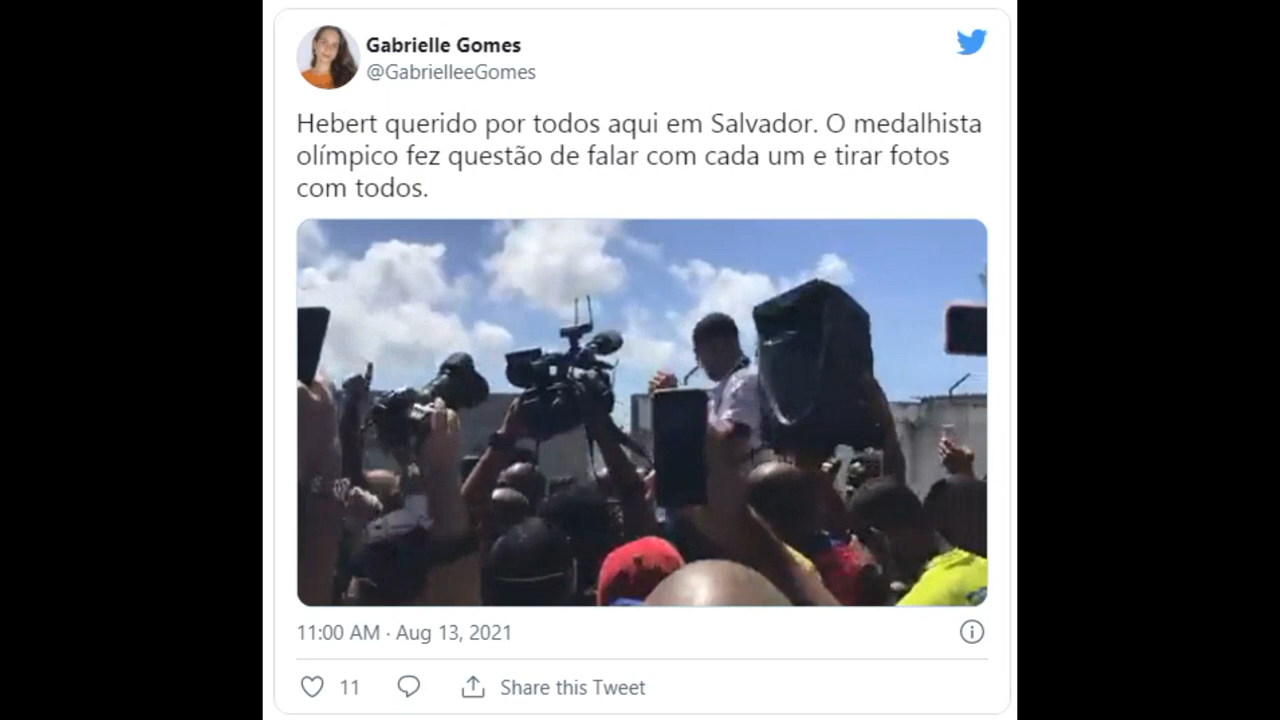 Gabrielle Gomes
@GabrielleeGomes
Hebert querido por todos aqui em Salvador. O medalhista
olímpico fez questão de falar com cada um e tirar fotos
com todos.
11:00 AM · Aug 13, 2021
11
Share this Tweet